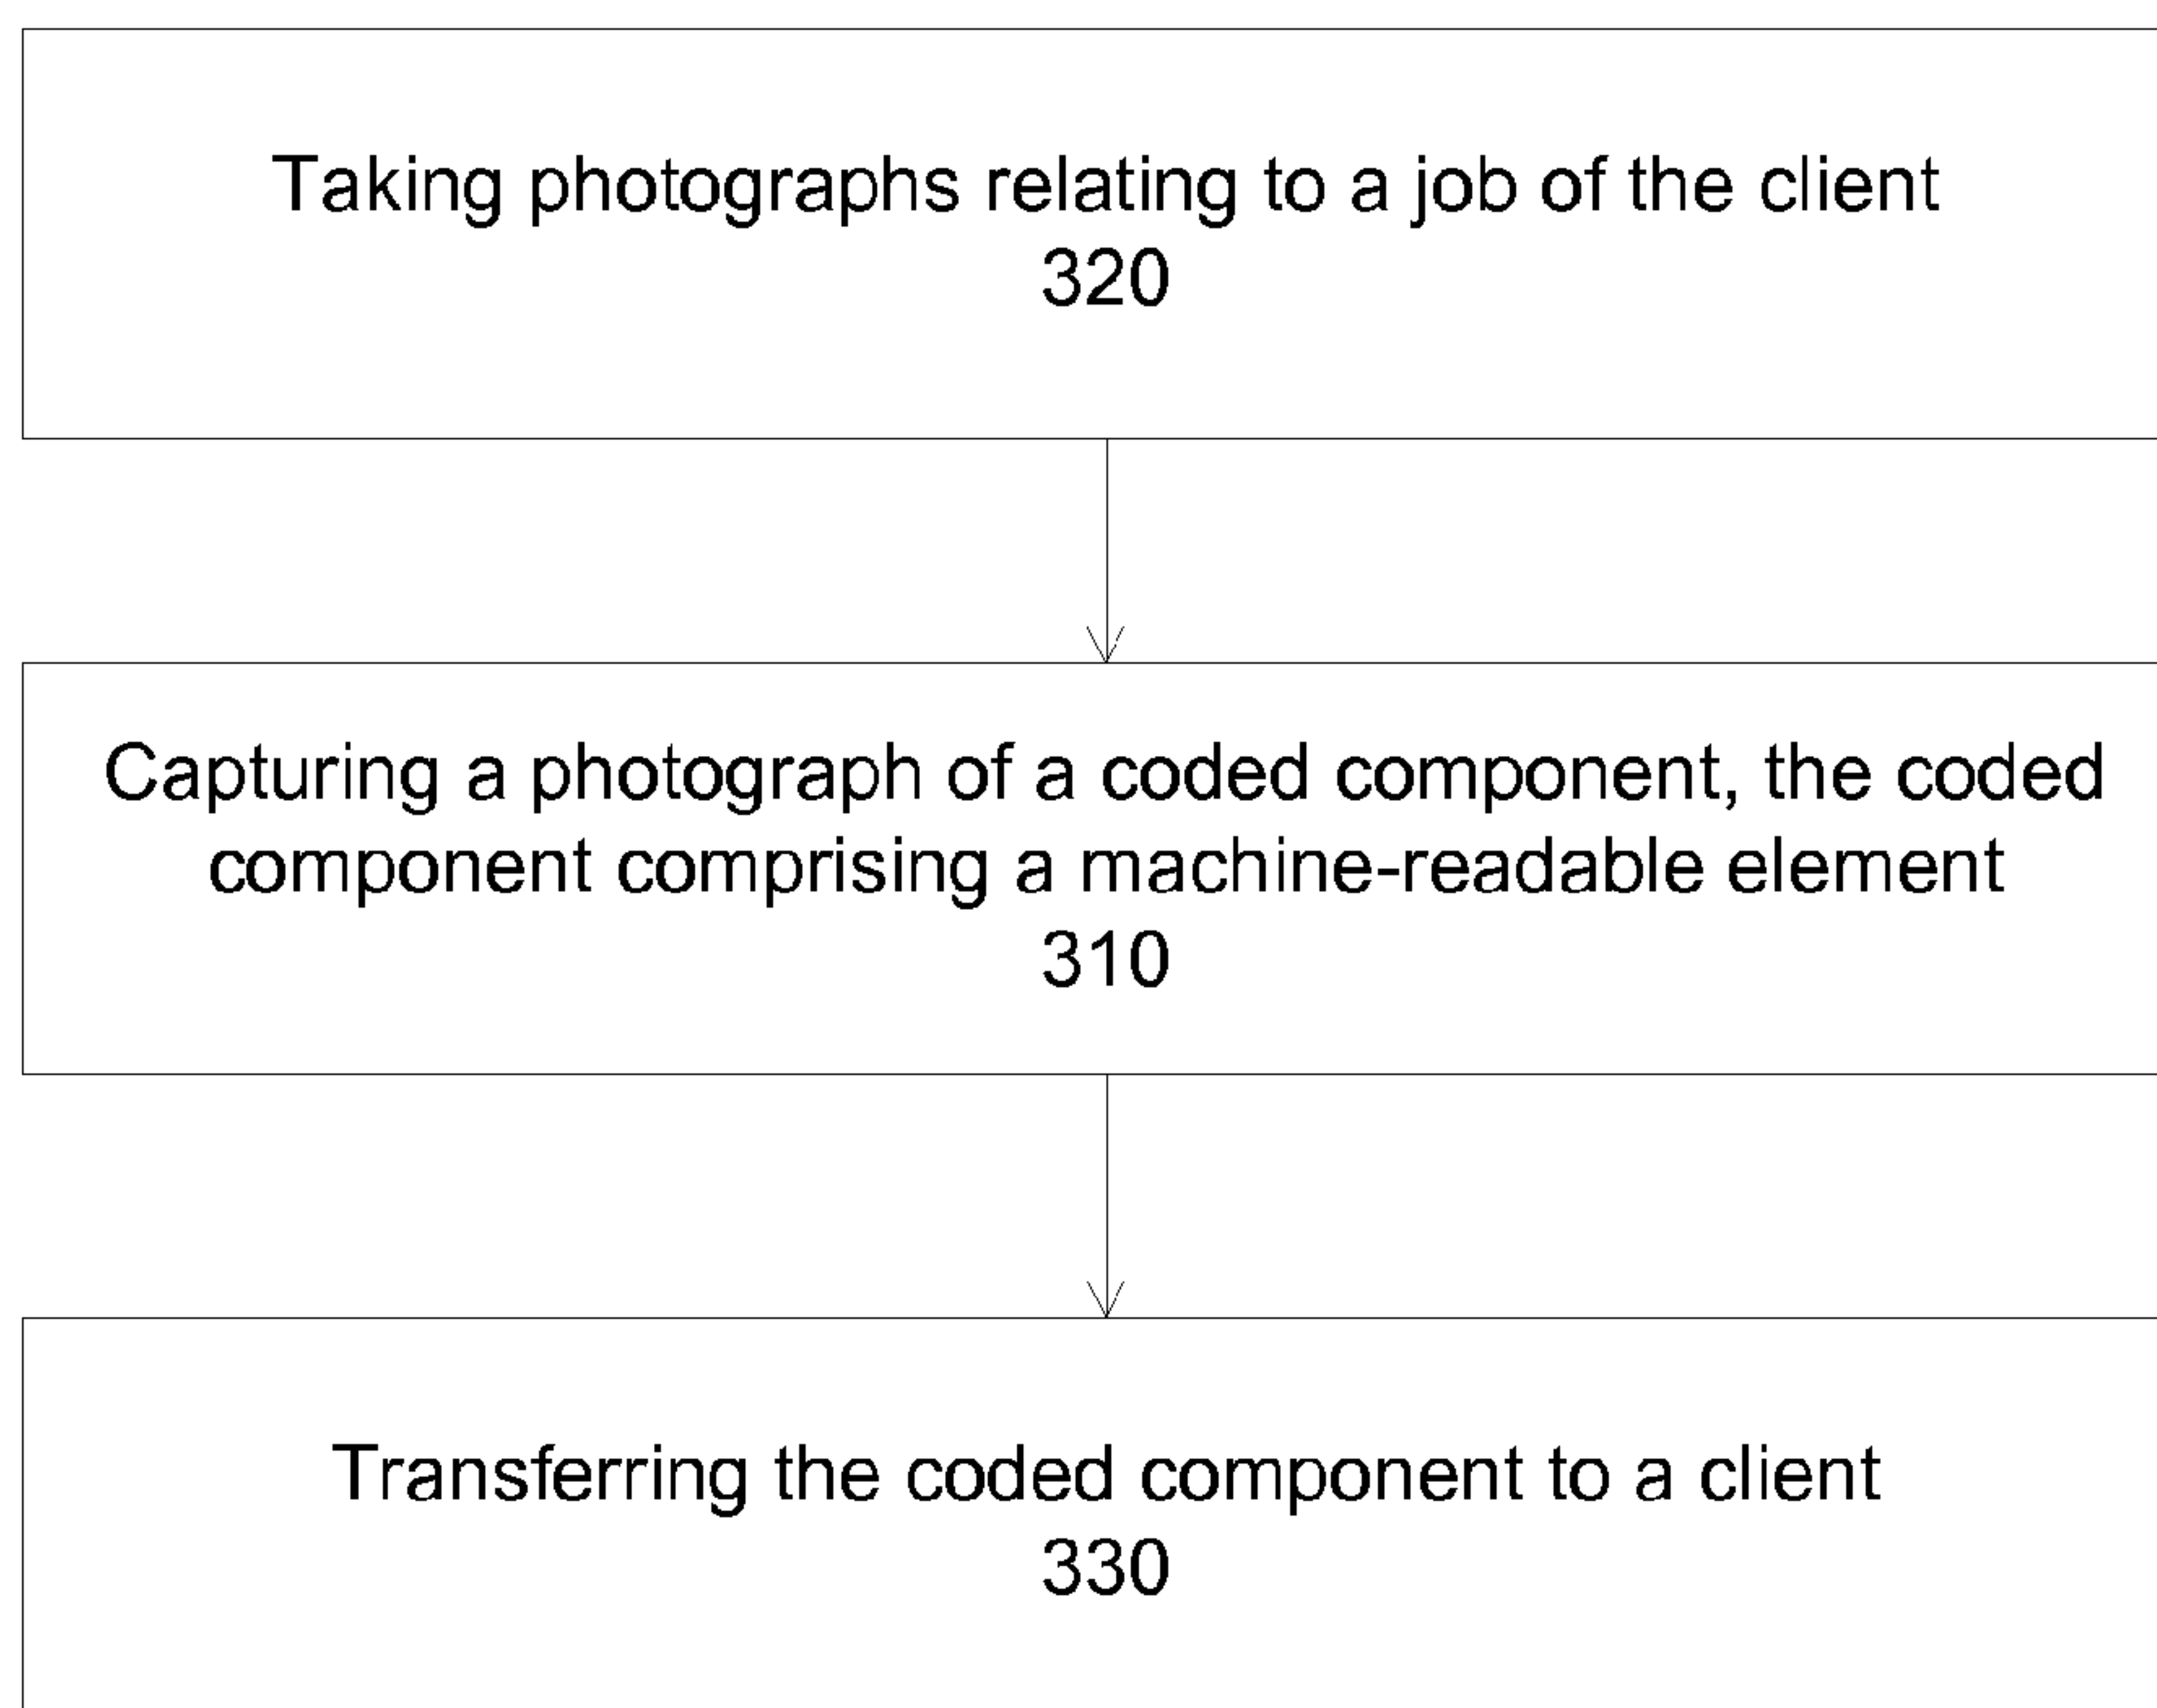 Taking photographs relating to a job of the client
320
Capturing a photograph of a coded component, the coded
component comprising a machine-readable element
310
Transferring the coded component to a client
330